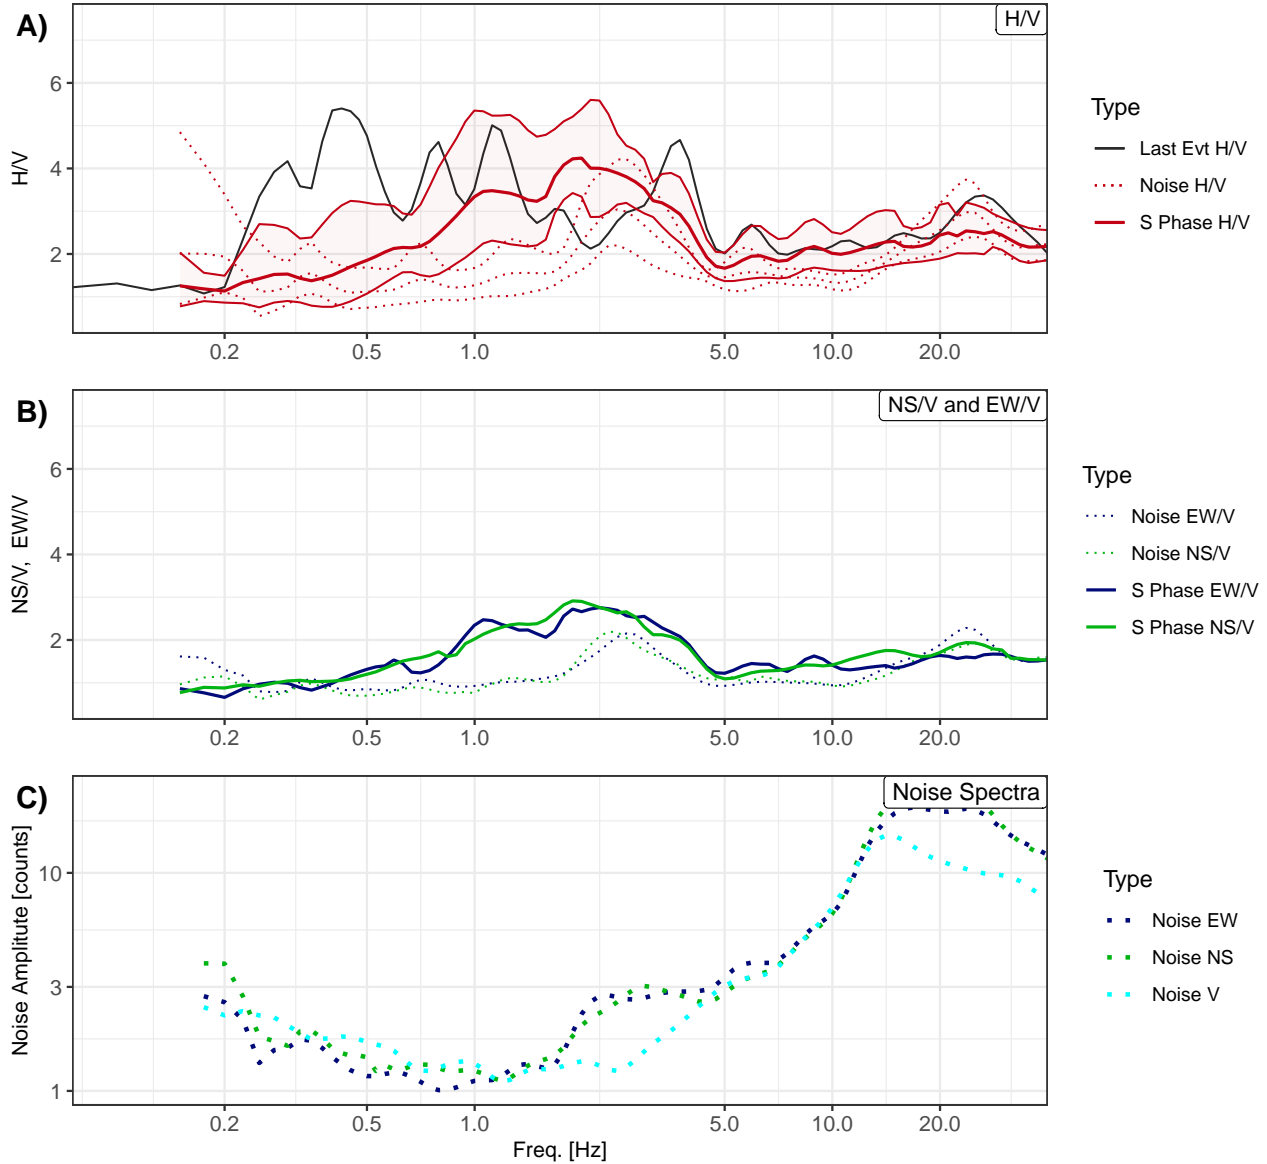 A)
H/V
H/V
6
4
2
0.2 0.5 1.0 5.0 10.0 20.0
Type
Last Evt H/V
Noise H/V
S Phase H/V
B)
NS/V and EW/V
NS/V, EW/V
6
4
2
0.2 0.5 1.0 5.0 10.0 20.0
Type
Noise EW/V
Noise NS/V
S Phase EW/V
S Phase NS/V
C)
Noise Spectra
Noise Amplitute [counts]
10
3
1
0.2 0.5 1.0 5.0 10.0 20.0
Freq. [Hz]
Type
Noise EW
Noise NS
Noise V